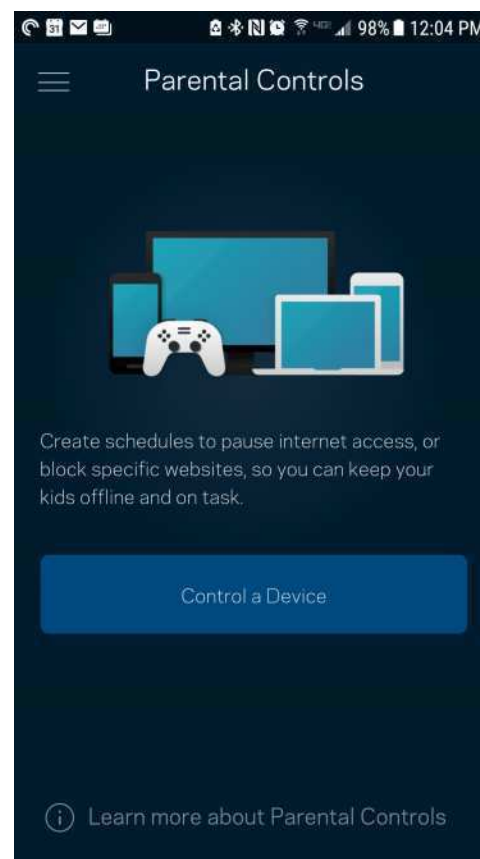 31 98% 12:04 PM
Parental Controls
Create schedules to pause internet access, or
block specific websites, so you can keep your
kids offline and on task.
Control a Device
Learn more about Parental Controls